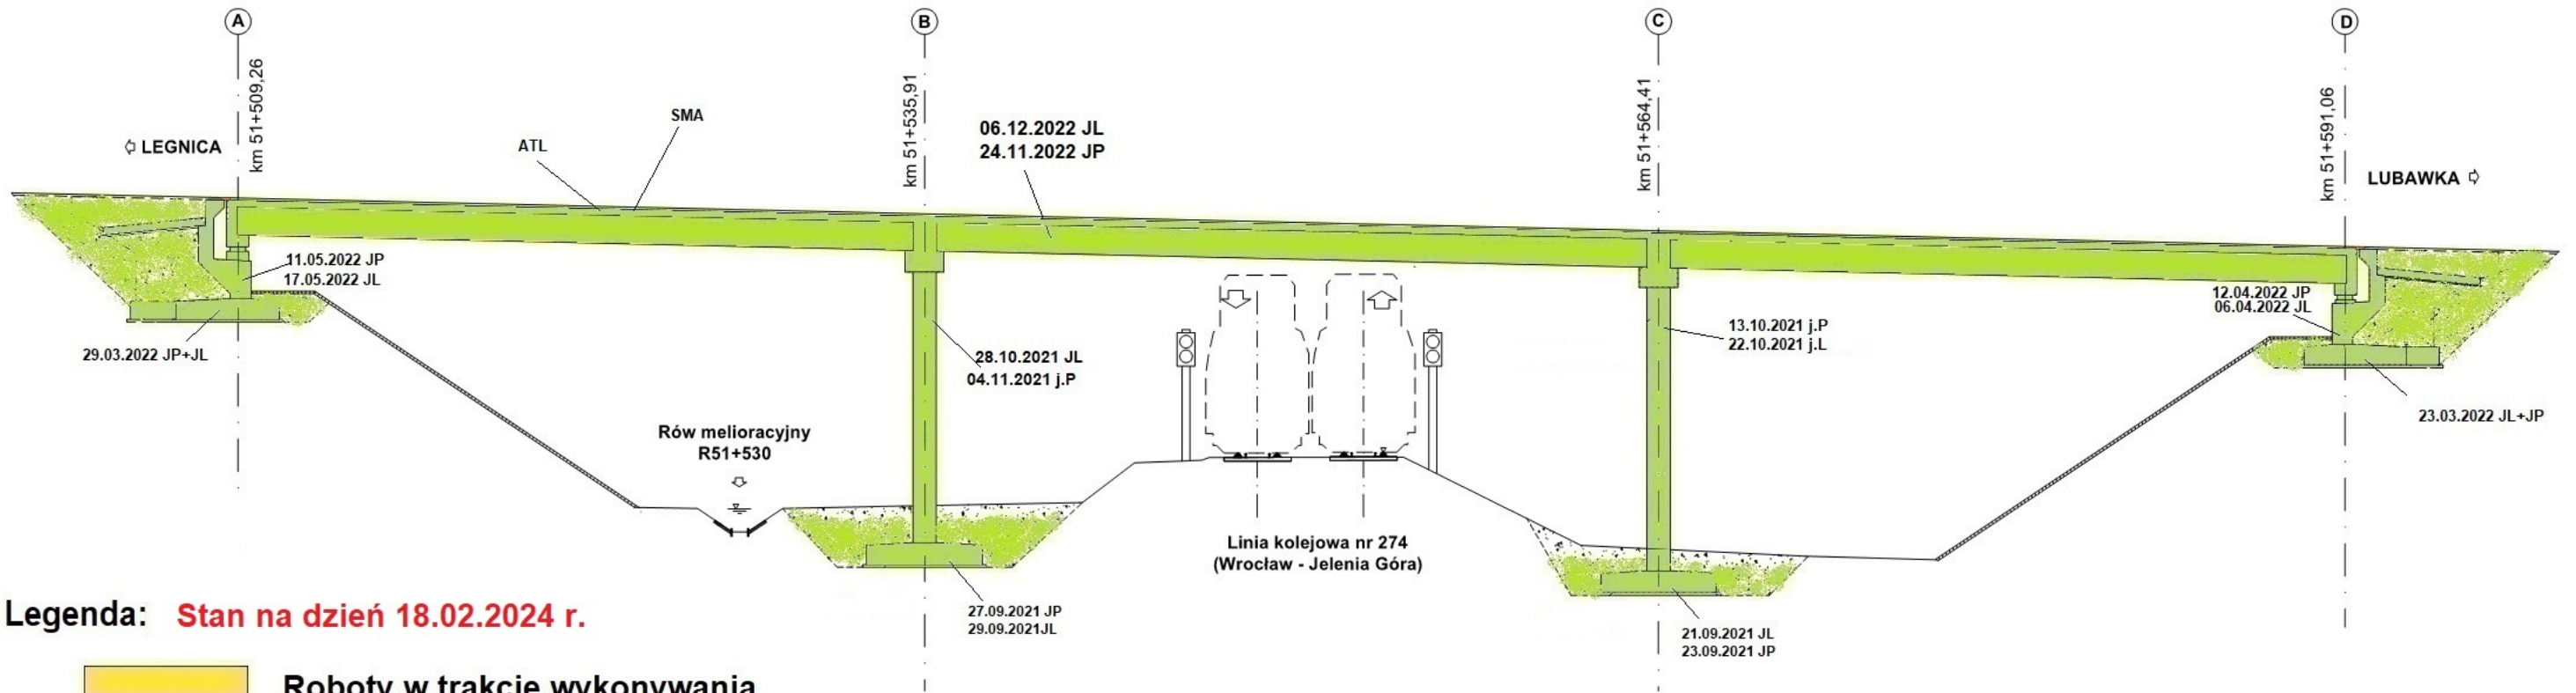 A
B
C
D
km 51+509,26
km 51+535,91
km 51+564,41
km 51+591,06
LEGNICA
ATL
SMA
06.12.2022 JL
24.11.2022 JP
LUBAWKA
11.05.2022 JP
17.05.2022 JL
29.03.2022 JP+JL
28.10.2021 JL
04.11.2021 j.P
13.10.2021 j.P
22.10.2021 j.L
12.04.2022 JP
06.04.2022 JL
23.03.2022 JL+JP
Rów melioracyjny
R51+530
Linia kolejowa nr 274
(Wrocław - Jelenia Góra)
27.09.2021 JP
29.09.2021JL
21.09.2021 JL
23.09.2021 JP
Legenda: Stan na dzień 18.02.2024 r.
Roboty w trakcie wykonywania